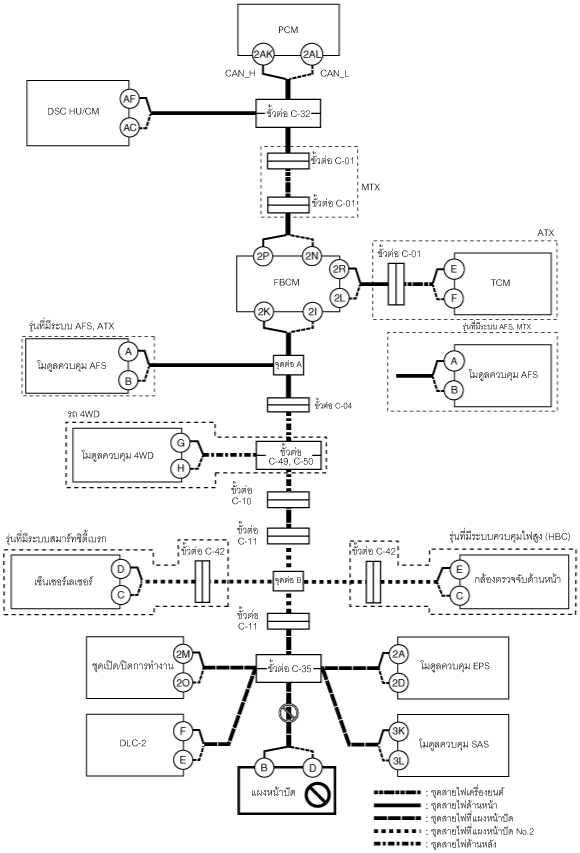 PCM
2AK
2AL
CAN_H
CAN_L
DSC HU/CM
AF
AC
ขั้วต่อ C-32
ขั้วต่อ C-01
ขั้วต่อ C-01
MTX
ATX
2P
2N
FBCM
2R
2L
2K
2I
ขั้วต่อ C-01
E
F
TCM
รุ่นที่มีระบบ AFS, ATX
โมดูลควบคุม AFS
A
B
ชุดต่อ A
รุ่นที่มีระบบ AFS, MTX
A
B
โมดูลควบคุม AFS
ขั้วต่อ C-04
รถ 4WD
โมดูลควบคุม 4WD
G
H
ขั้วต่อ
C-49, C-50
ขั้วต่อ
C-10
ขั้วต่อ
C-11
รุ่นที่มีระบบสมาร์ทซิตี้เบรก
เซ็นเซอร์เลเซอร์
D
C
ขั้วต่อ C-42
ชุดต่อ B
ขั้วต่อ C-42
รุ่นที่มีระบบควบคุมไฟสูง (HBC)
E
C
กล้องตรวจจับด้านหน้า
ขั้วต่อ
C-11
ชุดเปิด/ปิดการทำงาน
2M
2O
ขั้วต่อ C-35
2A
2D
โมดูลควบคุม EPS
DLC-2
F
E
3K
3L
โมดูลควบคุม SAS
B
D
แผงหน้าปัด
: ชุดสายไฟเครื่องยนต์
: ชุดสายไฟด้านหน้า
: ชุดสายไฟที่แผงหน้าปัด
: ชุดสายไฟที่แผงหน้าปัด No.2
: ชุดสายไฟด้านหลัง